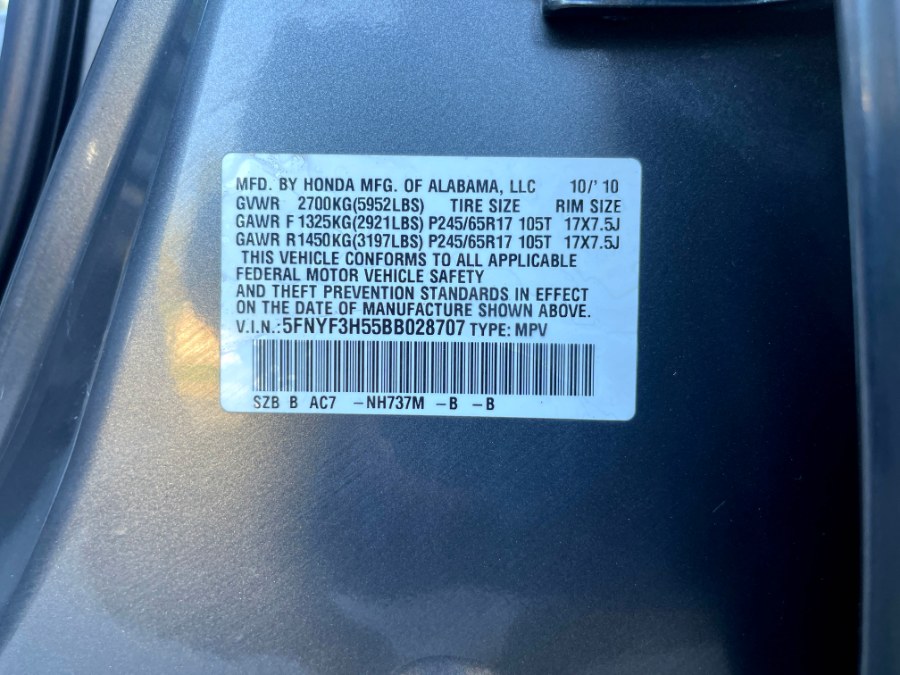 MFD. BY HONDA MFG. OF ALABAMA, LLC 10/' 10
GVWR 2700KG(5952LBS) TIRE SIZE RIM SIZE
GAWR F 1325KG(2921LBS) P245/65R17 105T 17X7.5J
GAWR R1450KG(3197LBS) P245/65R17 105T 17X7.5J
THIS VEHICLE CONFORMS TO ALL APPLICABLE
FEDERAL MOTOR VEHICLE SAFETY
AND THEFT PREVENTION STANDARDS IN EFFECT
ON THE DATE OF MANUFACTURE SHOWN ABOVE.
V.I.N.:5FNYF3H55BB028707 TYPE: MPV
SZB B AC7 –NH737M –B –B